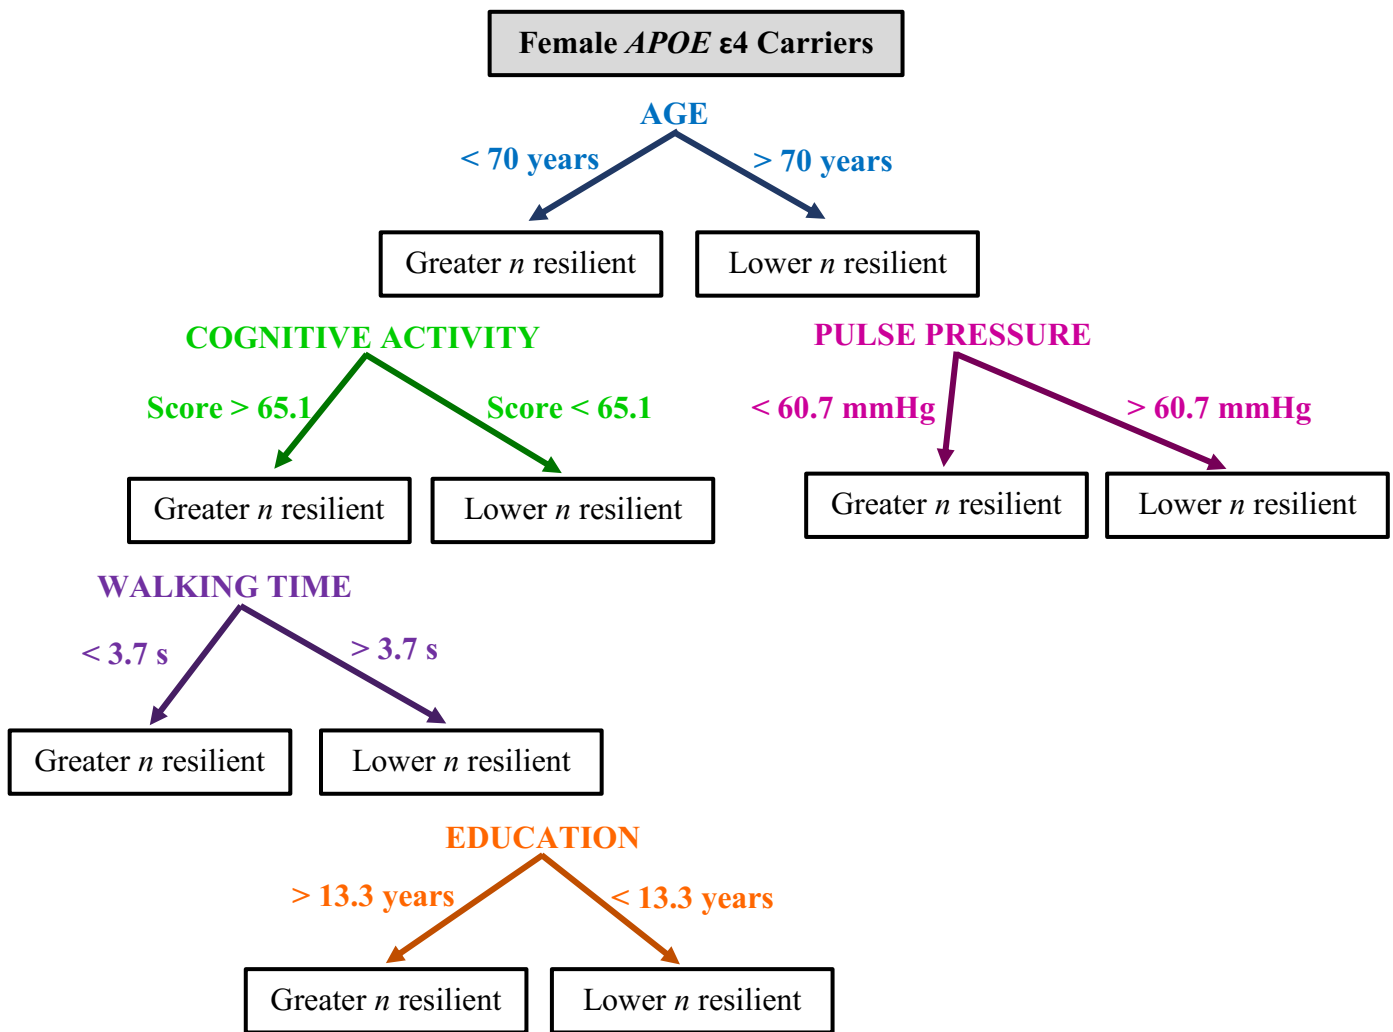 Female APOE ε4 Carriers
AGE
< 70 years
> 70 years
Greater n resilient
Lower n resilient
COGNITIVE ACTIVITY
PULSE PRESSURE
Score > 65.1
Score < 65.1
< 60.7 mmHg
> 60.7 mmHg
Greater n resilient
Lower n resilient
Greater n resilient
Lower n resilient
WALKING TIME
< 3.7 s
> 3.7 s
Greater n resilient
Lower n resilient
EDUCATION
> 13.3 years
< 13.3 years
Greater n resilient
Lower n resilient